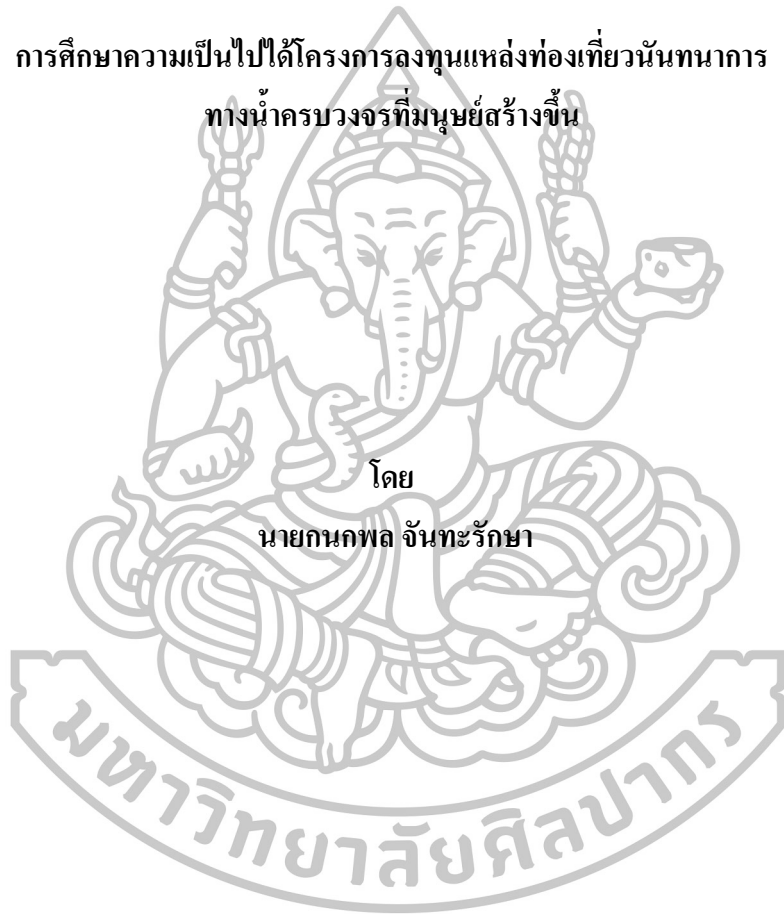 การศึกษาความเป็นไปได้โครงการลงทุนแหล่งท่องเที่ยวนันทนาการ
ทางน้ำครบวงจรที่มนุษย์สร้างขึ้น
โดย
นายกนกพล จันทะรักษา
มหาวิทยาลัยศิลปากร